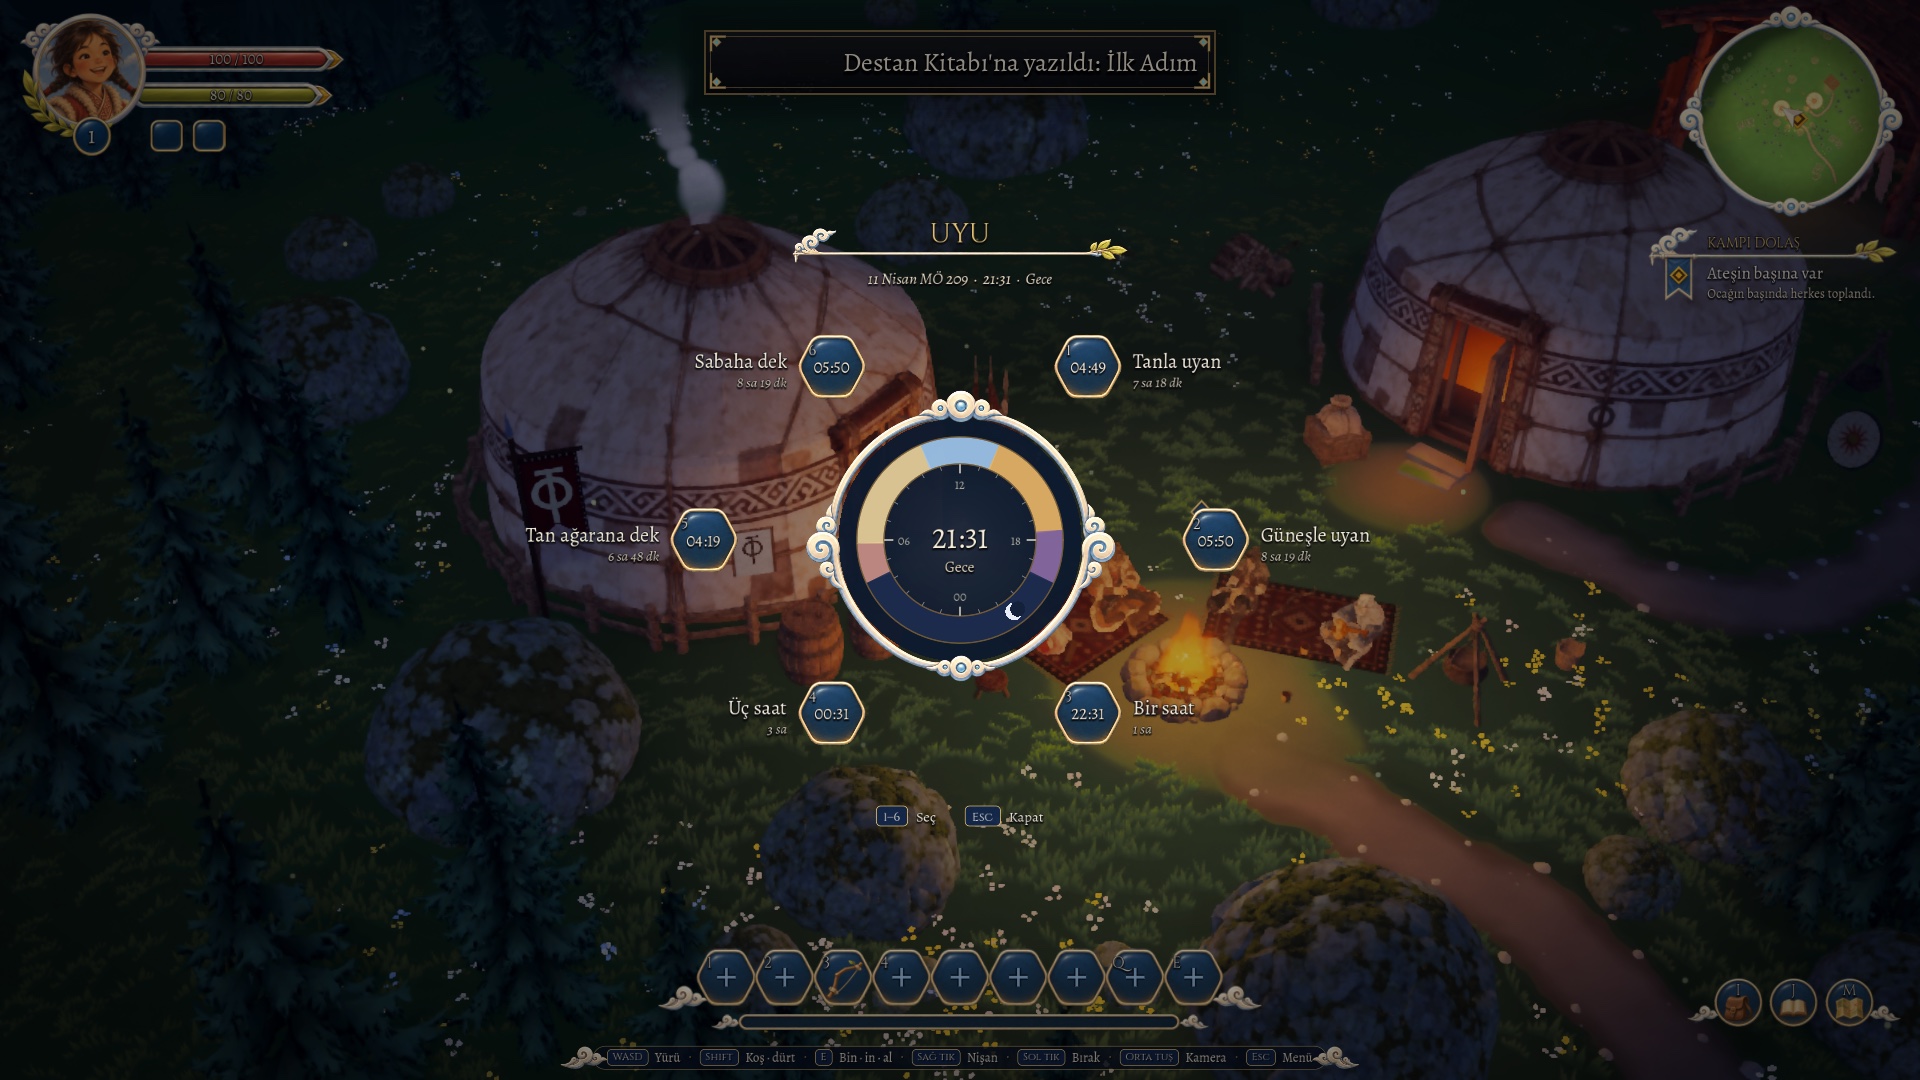 100 / 100
80 / 80
1
Destan Kitabı'na yazıldı: İlk Adım
KAMPI DOLAŞ
Ateşin başına var
Ocağın başında herkes toplandı.
UYU
11 Nisan MÖ 209 · 21:31 · Gece
6
05:50
Sabaha dek
8 sa 19 dk
1
04:49
Tanla uyan
7 sa 18 dk
5
04:19
Tan ağarana dek
6 sa 48 dk
2
05:50
Güneşle uyan
8 sa 19 dk
12
06
21:31
18
Gece
00
4
00:31
Üç saat
3 sa
3
22:31
Bir saat
1 sa
1-6 Seç
ESC Kapat
1
2
3
4
Q
E
I
J
M
WASD Yürü · SHIFT Koş · dürt · E Bin · in · al · SAĞ TIK Nişan · SOL TIK Bırak · ORTA TUŞ Kamera · ESC Menü